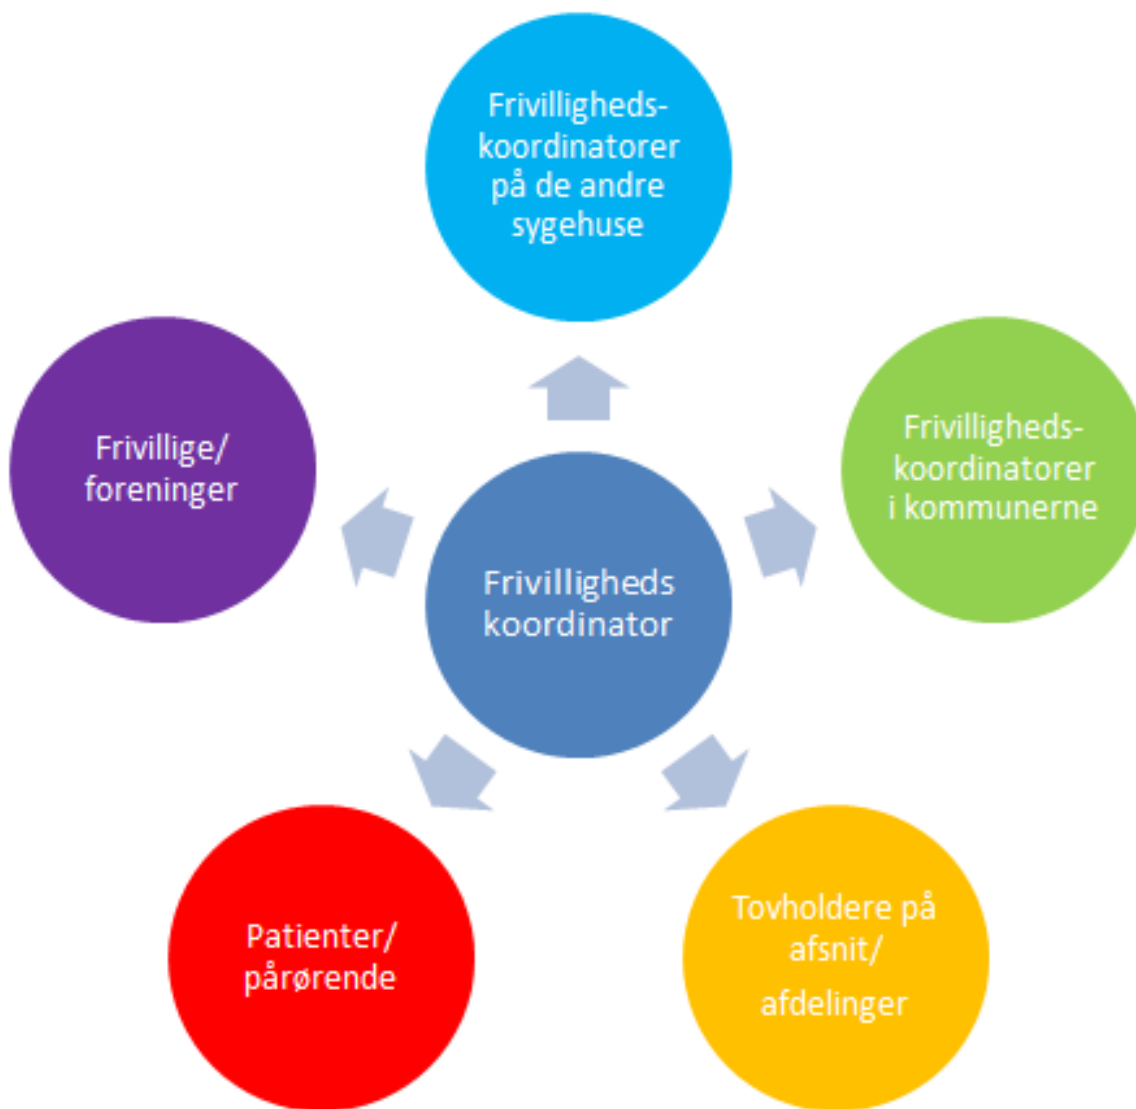 Frivilligheds-
koordinatorer
på de andre
sygehuse
Frivillige/
foreninger
Frivilligheds-
koordinatorer
i kommunerne
Frivilligheds
koordinator
Patienter/
pårørende
Tovholdere på
afsnit/
afdelinger